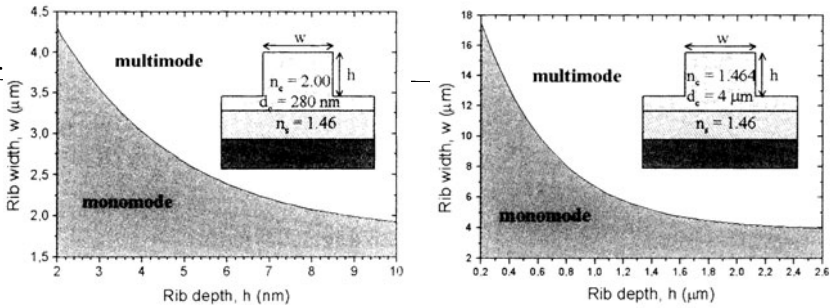 4.5
4.0
3.5
3.0
2.5
2.0
1.5
Rib width, w (μm)
multimode
monomode
w
h
n_c = 2.00
d_c = 280 nm
n_s = 1.46
2 3 4 5 6 7 8 9 10
Rib depth, h (nm)
18
16
14
12
10
8
6
4
2
Rib width, w (μm)
multimode
monomode
w
h
n_c = 1.464
d_c = 4 μm
n_s = 1.46
0.2 0.4 0.6 0.8 1.0 1.2 1.4 1.6 1.8 2.0 2.2 2.4 2.6
Rib depth, h (μm)